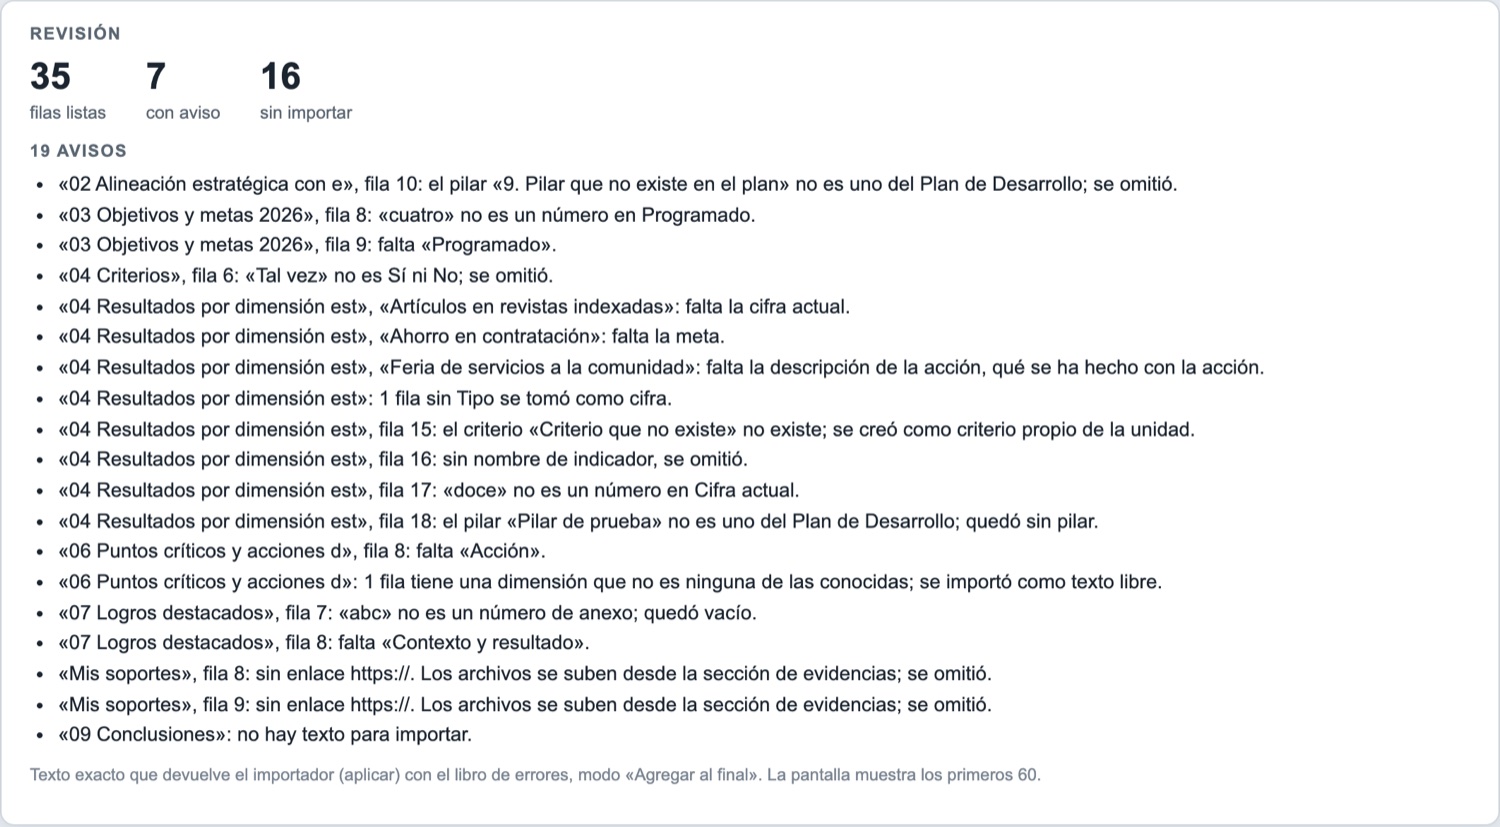 REVISIÓN
35 7 16
filas listas con aviso sin importar
19 AVISOS
• «02 Alineación estratégica con e», fila 10: el pilar «9. Pilar que no existe en el plan» no es uno del Plan de Desarrollo; se omitió.
• «03 Objetivos y metas 2026», fila 8: «cuatro» no es un número en Programado.
• «03 Objetivos y metas 2026», fila 9: falta «Programado».
• «04 Criterios», fila 6: «Tal vez» no es Sí ni No; se omitió.
• «04 Resultados por dimensión est», «Artículos en revistas indexadas»: falta la cifra actual.
• «04 Resultados por dimensión est», «Ahorro en contratación»: falta la meta.
• «04 Resultados por dimensión est», «Feria de servicios a la comunidad»: falta la descripción de la acción, qué se ha hecho con la acción.
• «04 Resultados por dimensión est»: 1 fila sin Tipo se tomó como cifra.
• «04 Resultados por dimensión est», fila 15: el criterio «Criterio que no existe» no existe; se creó como criterio propio de la unidad.
• «04 Resultados por dimensión est», fila 16: sin nombre de indicador, se omitió.
• «04 Resultados por dimensión est», fila 17: «doce» no es un número en Cifra actual.
• «04 Resultados por dimensión est», fila 18: el pilar «Pilar de prueba» no es uno del Plan de Desarrollo; quedó sin pilar.
• «06 Puntos críticos y acciones d», fila 8: falta «Acción».
• «06 Puntos críticos y acciones d»: 1 fila tiene una dimensión que no es ninguna de las conocidas; se importó como texto libre.
• «07 Logros destacados», fila 7: «abc» no es un número de anexo; quedó vacío.
• «07 Logros destacados», fila 8: falta «Contexto y resultado».
• «Mis soportes», fila 8: sin enlace https://. Los archivos se suben desde la sección de evidencias; se omitió.
• «Mis soportes», fila 9: sin enlace https://. Los archivos se suben desde la sección de evidencias; se omitió.
• «09 Conclusiones»: no hay texto para importar.
Texto exacto que devuelve el importador (aplicar) con el libro de errores, modo «Agregar al final». La pantalla muestra los primeros 60.